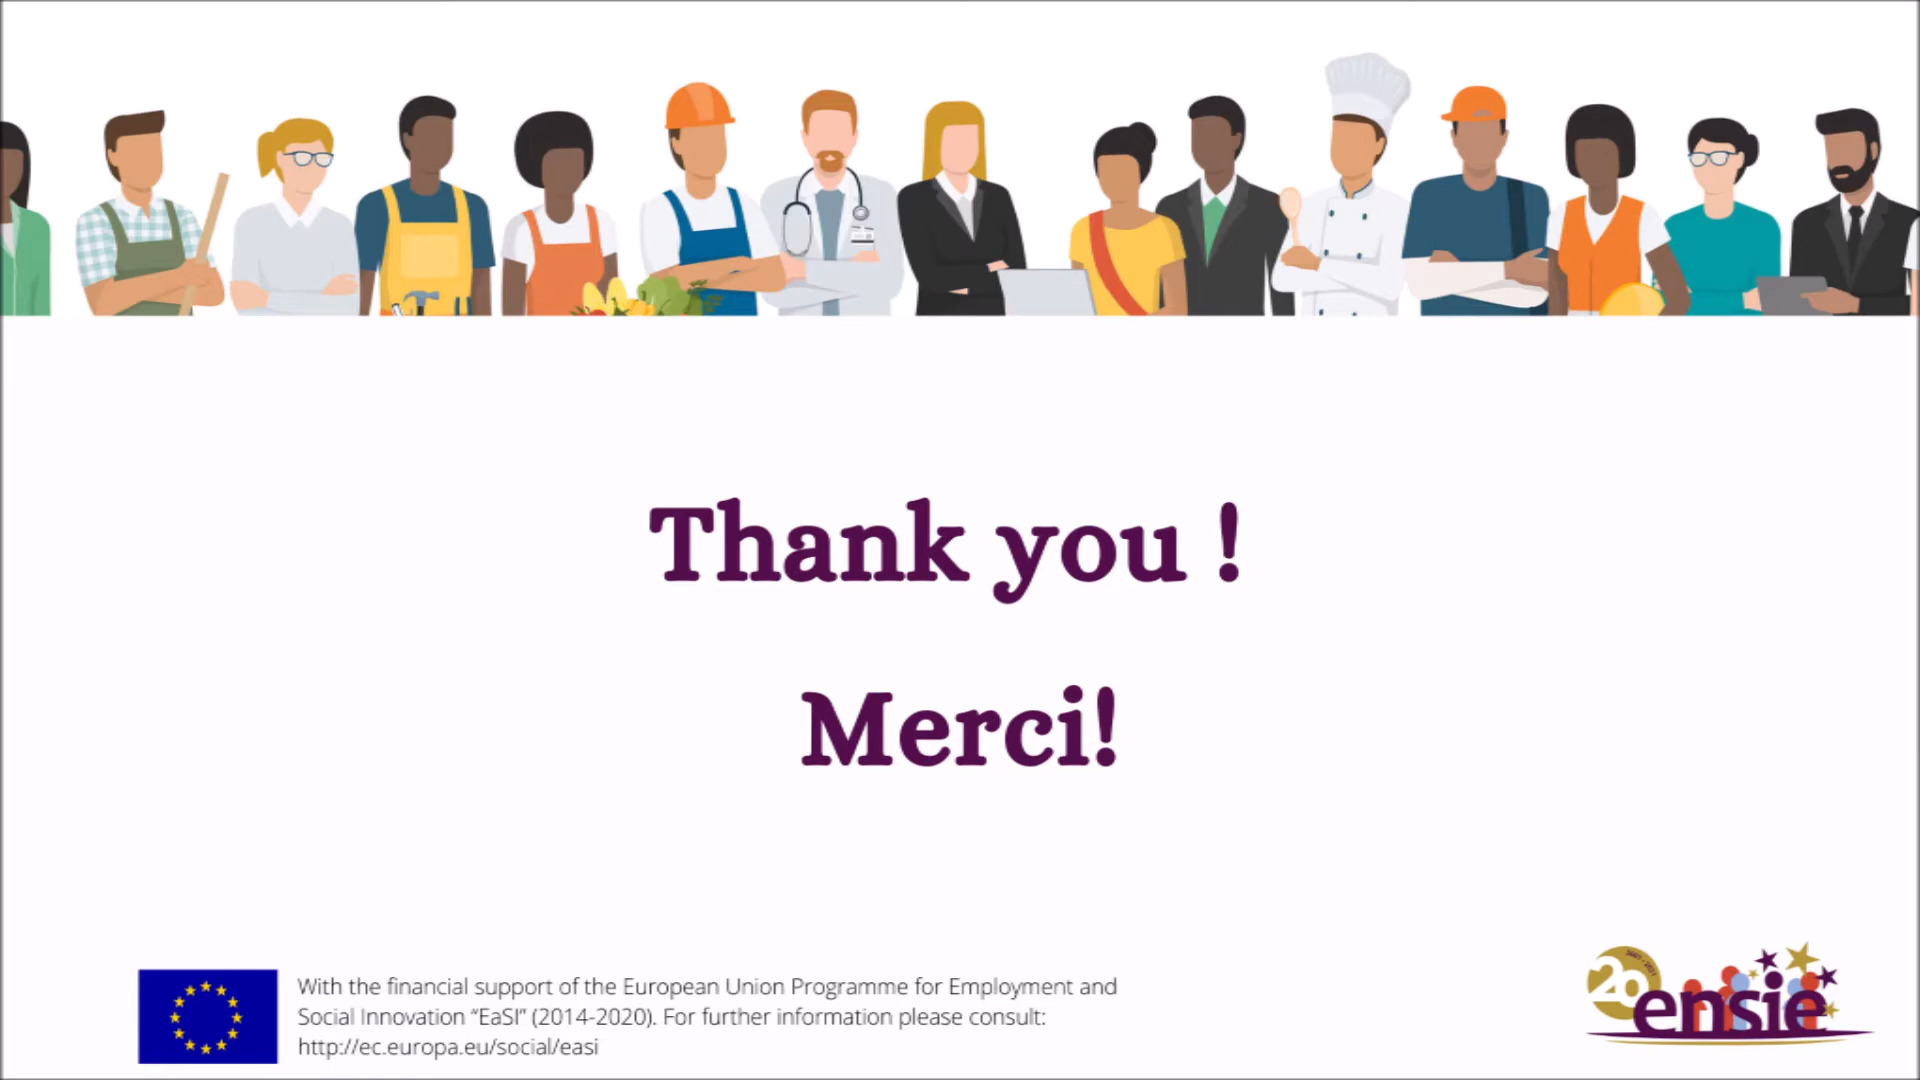 Thank you !
Merci!
With the financial support of the European Union Programme for Employment and
Social Innovation “EaSI” (2014-2020). For further information please consult:
http://ec.europa.eu/social/easi
20
ensie